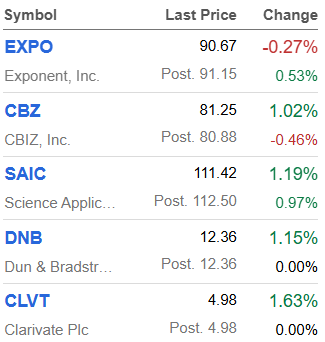 Symbol Last Price Change
EXPO 90.67 -0.27%
Exponent, Inc. Post. 91.15 0.53%
CBZ 81.25 1.02%
CBIZ, Inc. Post. 80.88 -0.46%
SAIC 111.42 1.19%
Science Applic... Post. 112.50 0.97%
DNB 12.36 1.15%
Dun & Bradstr... Post. 12.36 0.00%
CLVT 4.98 1.63%
Clarivate Plc Post. 4.98 0.00%